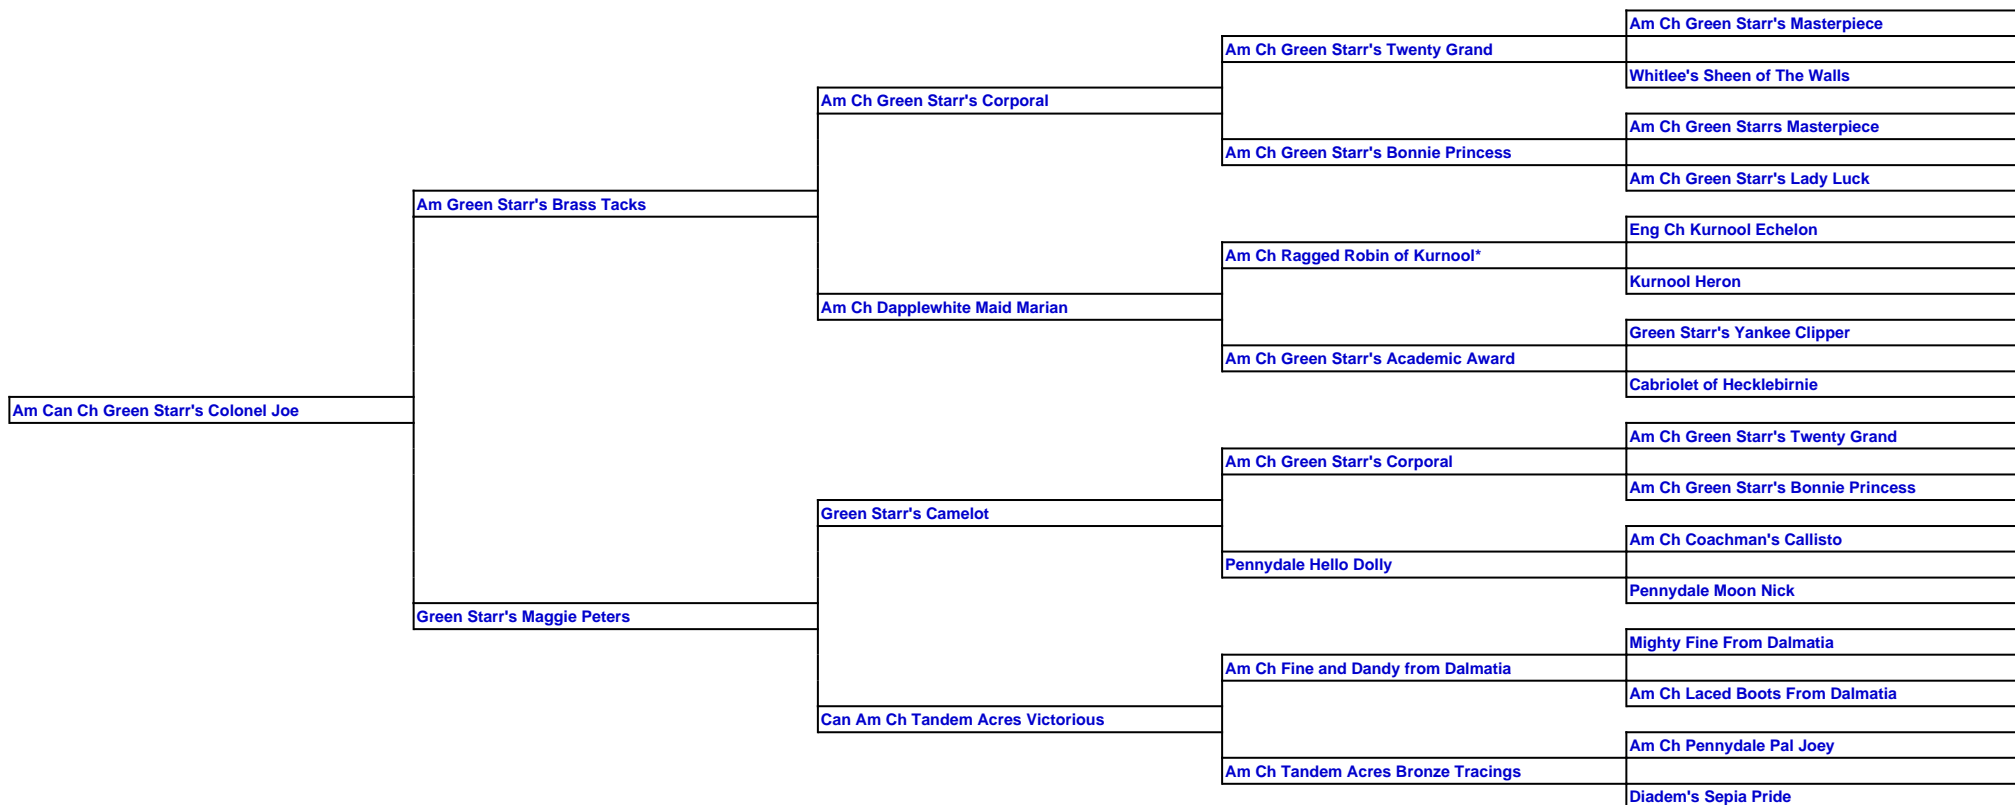 Am Ch Green Starr's Masterpiece
Am Ch Green Starr's Twenty Grand
Whitlee's Sheen of The Walls
Am Ch Green Starr's Corporal
Am Ch Green Starrs Masterpiece
Am Ch Green Starr's Bonnie Princess
Am Ch Green Starr's Lady Luck
Am Green Starr's Brass Tacks
Eng Ch Kurnool Echelon
Am Ch Ragged Robin of Kurnool*
Kurnool Heron
Am Ch Dapplewhite Maid Marian
Green Starr's Yankee Clipper
Am Ch Green Starr's Academic Award
Cabriolet of Hecklebirnie
Am Can Ch Green Starr's Colonel Joe
Am Ch Green Starr's Twenty Grand
Am Ch Green Starr's Corporal
Am Ch Green Starr's Bonnie Princess
Green Starr's Camelot
Am Ch Coachman's Callisto
Pennydale Hello Dolly
Pennydale Moon Nick
Green Starr's Maggie Peters
Mighty Fine From Dalmatia
Am Ch Fine and Dandy from Dalmatia
Am Ch Laced Boots From Dalmatia
Can Am Ch Tandem Acres Victorious
Am Ch Pennydale Pal Joey
Am Ch Tandem Acres Bronze Tracings
Diadem's Sepia Pride